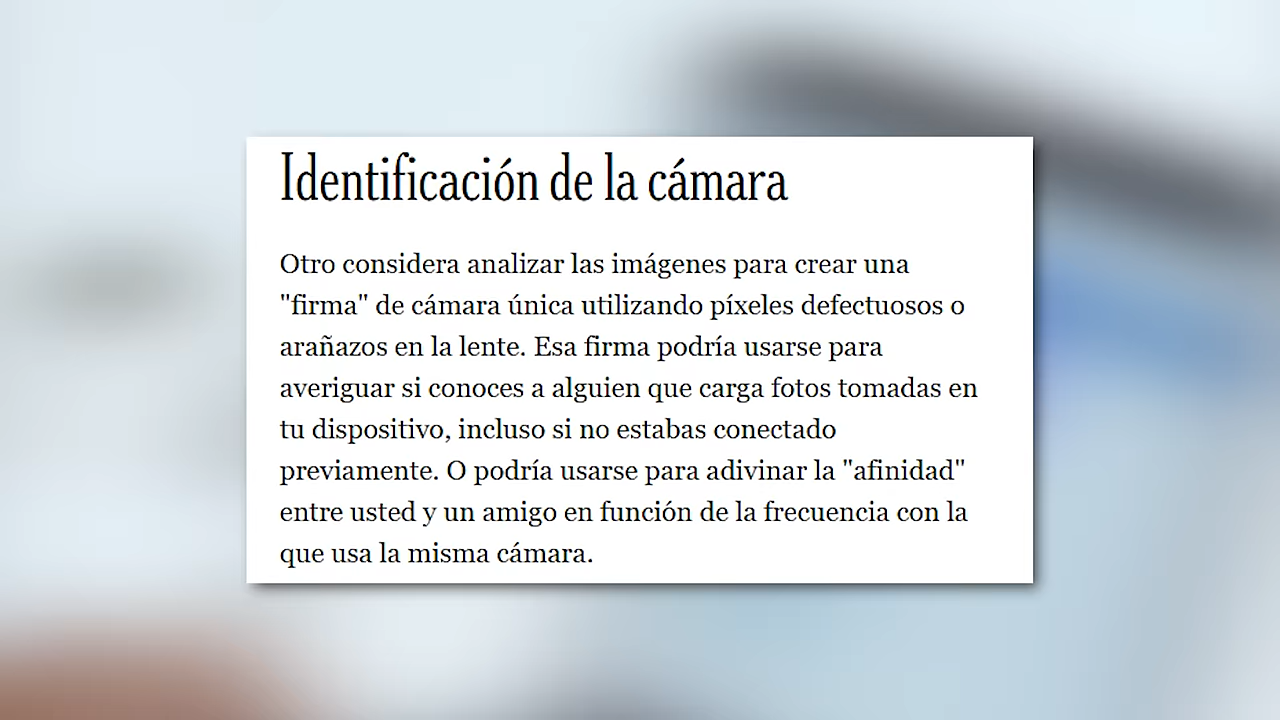 Identificación de la cámara
Otro considera analizar las imágenes para crear una
"firma" de cámara única utilizando píxeles defectuosos o
arañazos en la lente. Esa firma podría usarse para
averiguar si conoces a alguien que carga fotos tomadas en
tu dispositivo, incluso si no estabas conectado
previamente. O podría usarse para adivinar la "afinidad"
entre usted y un amigo en función de la frecuencia con la
que usa la misma cámara.